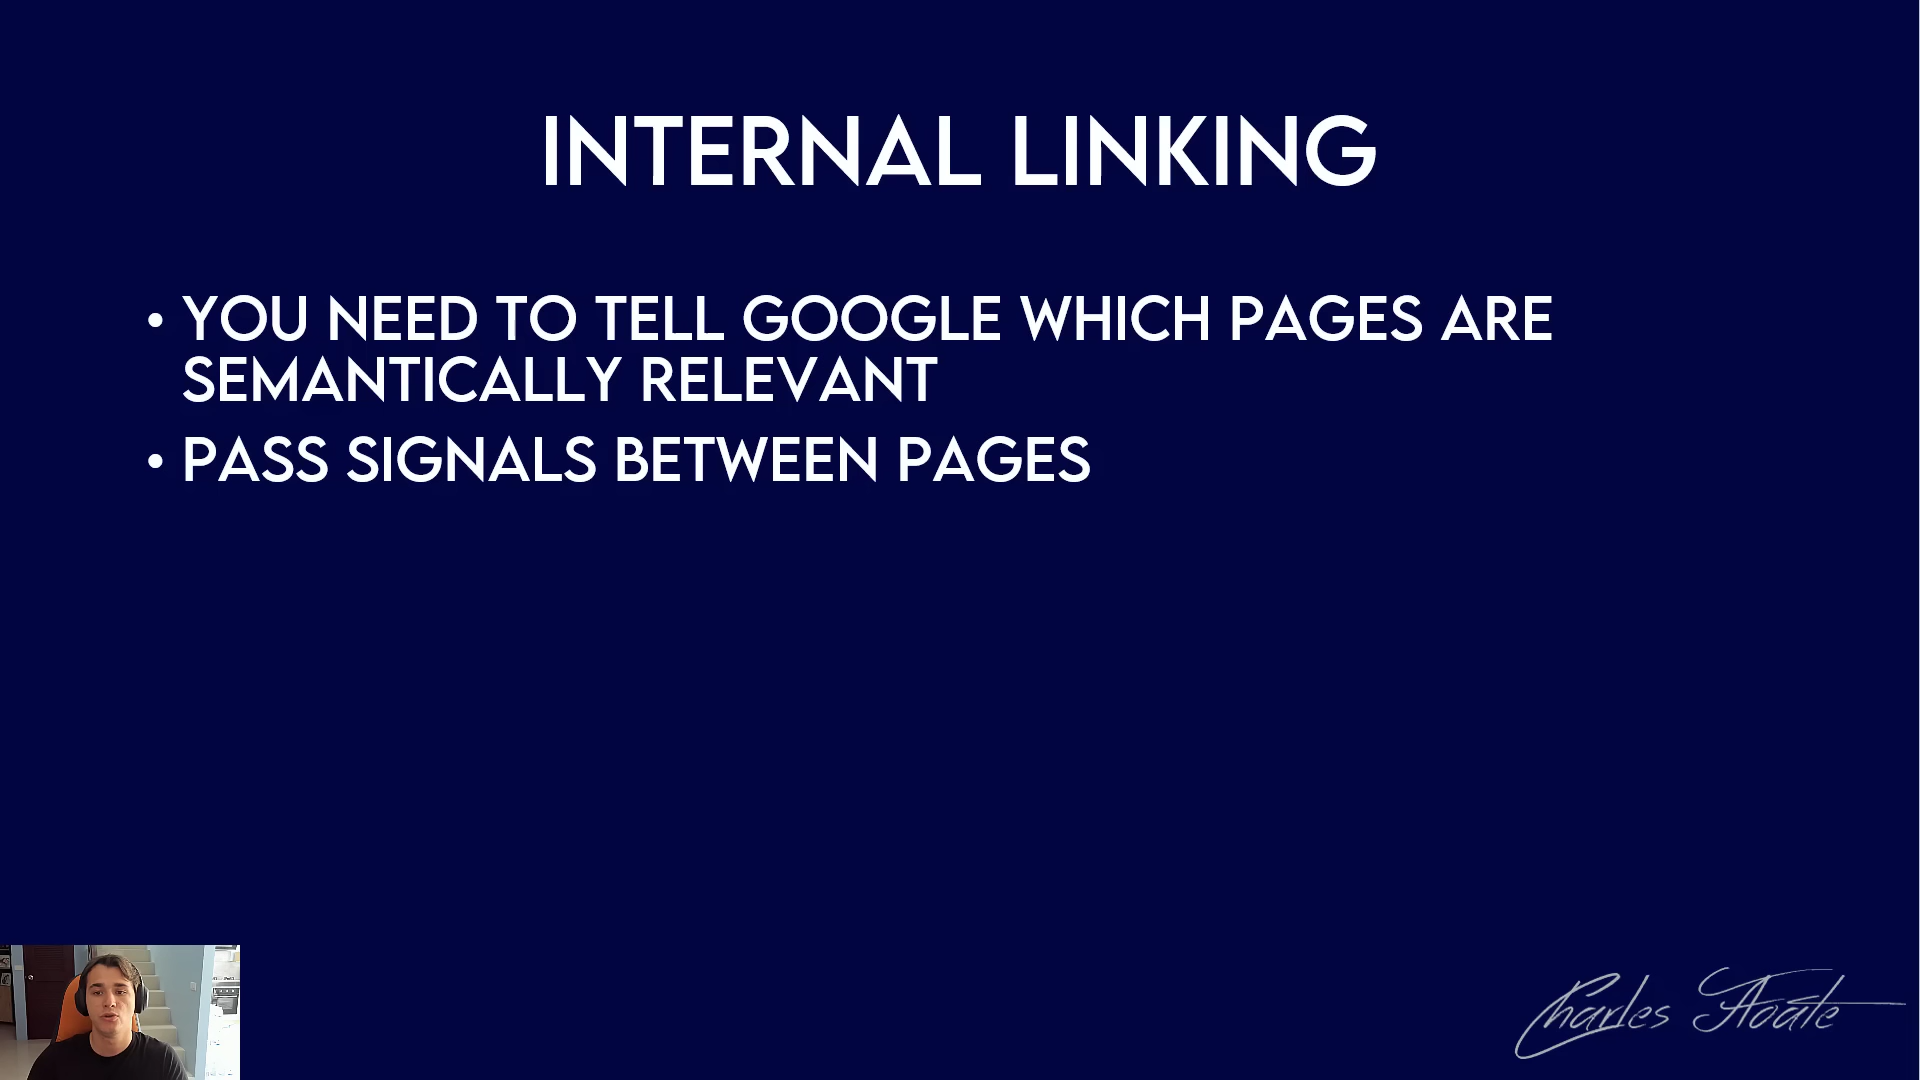 INTERNAL LINKING
• YOU NEED TO TELL GOOGLE WHICH PAGES ARE
SEMANTICALLY RELEVANT
• PASS SIGNALS BETWEEN PAGES
Charles Floate